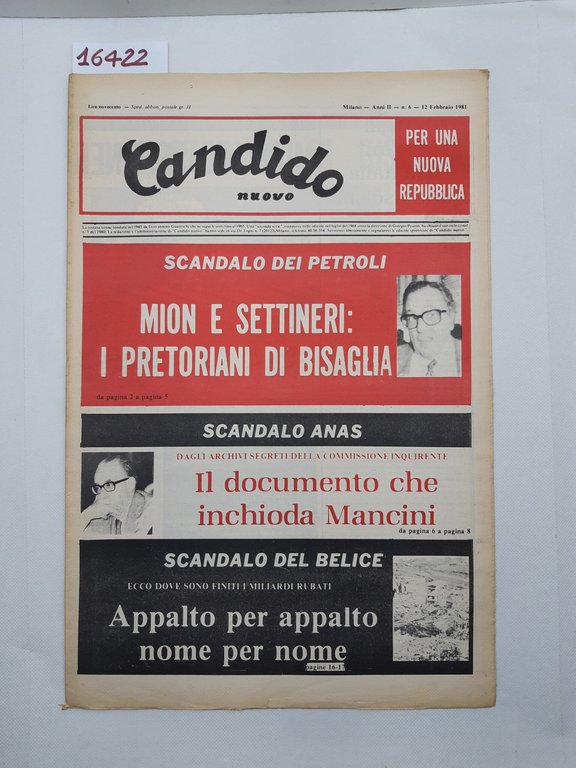 16422
Lire novecento — Sped. abbon. postale gr. II
Milano — Anni II — n. 6 — 12 Febbraio 1981
Candido
nuovo
PER UNA
NUOVA
REPUBBLICA
SCANDALO DEI PETROLI
MION E SETTINERI:
I PRETORIANI DI BISAGLIA
da pagina 2 a pagina 5
SCANDALO ANAS
DAGLI ARCHIVI SEGRETI DELLA COMMISSIONE INQUIRENTE
Il documento che
inchioda Mancini
da pagina 6 a pagina 8
SCANDALO DEL BELICE
ECCO DOVE SONO FINITI I MILIARDI RUBATI
Appalto per appalto
nome per nome
pagine 16-17